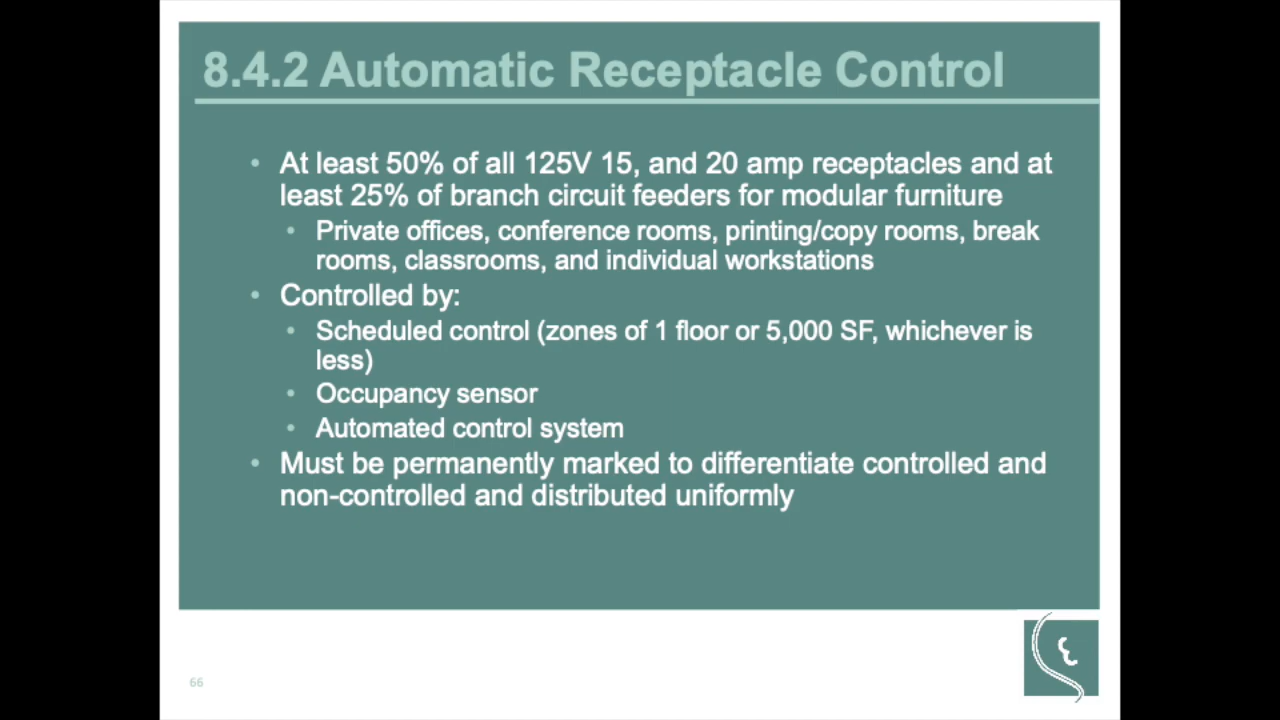 8.4.2 Automatic Receptacle Control
• At least 50% of all 125V 15, and 20 amp receptacles and at
least 25% of branch circuit feeders for modular furniture
• Private offices, conference rooms, printing/copy rooms, break
rooms, classrooms, and individual workstations
• Controlled by:
• Scheduled control (zones of 1 floor or 5,000 SF, whichever is
less)
• Occupancy sensor
• Automated control system
• Must be permanently marked to differentiate controlled and
non-controlled and distributed uniformly
66